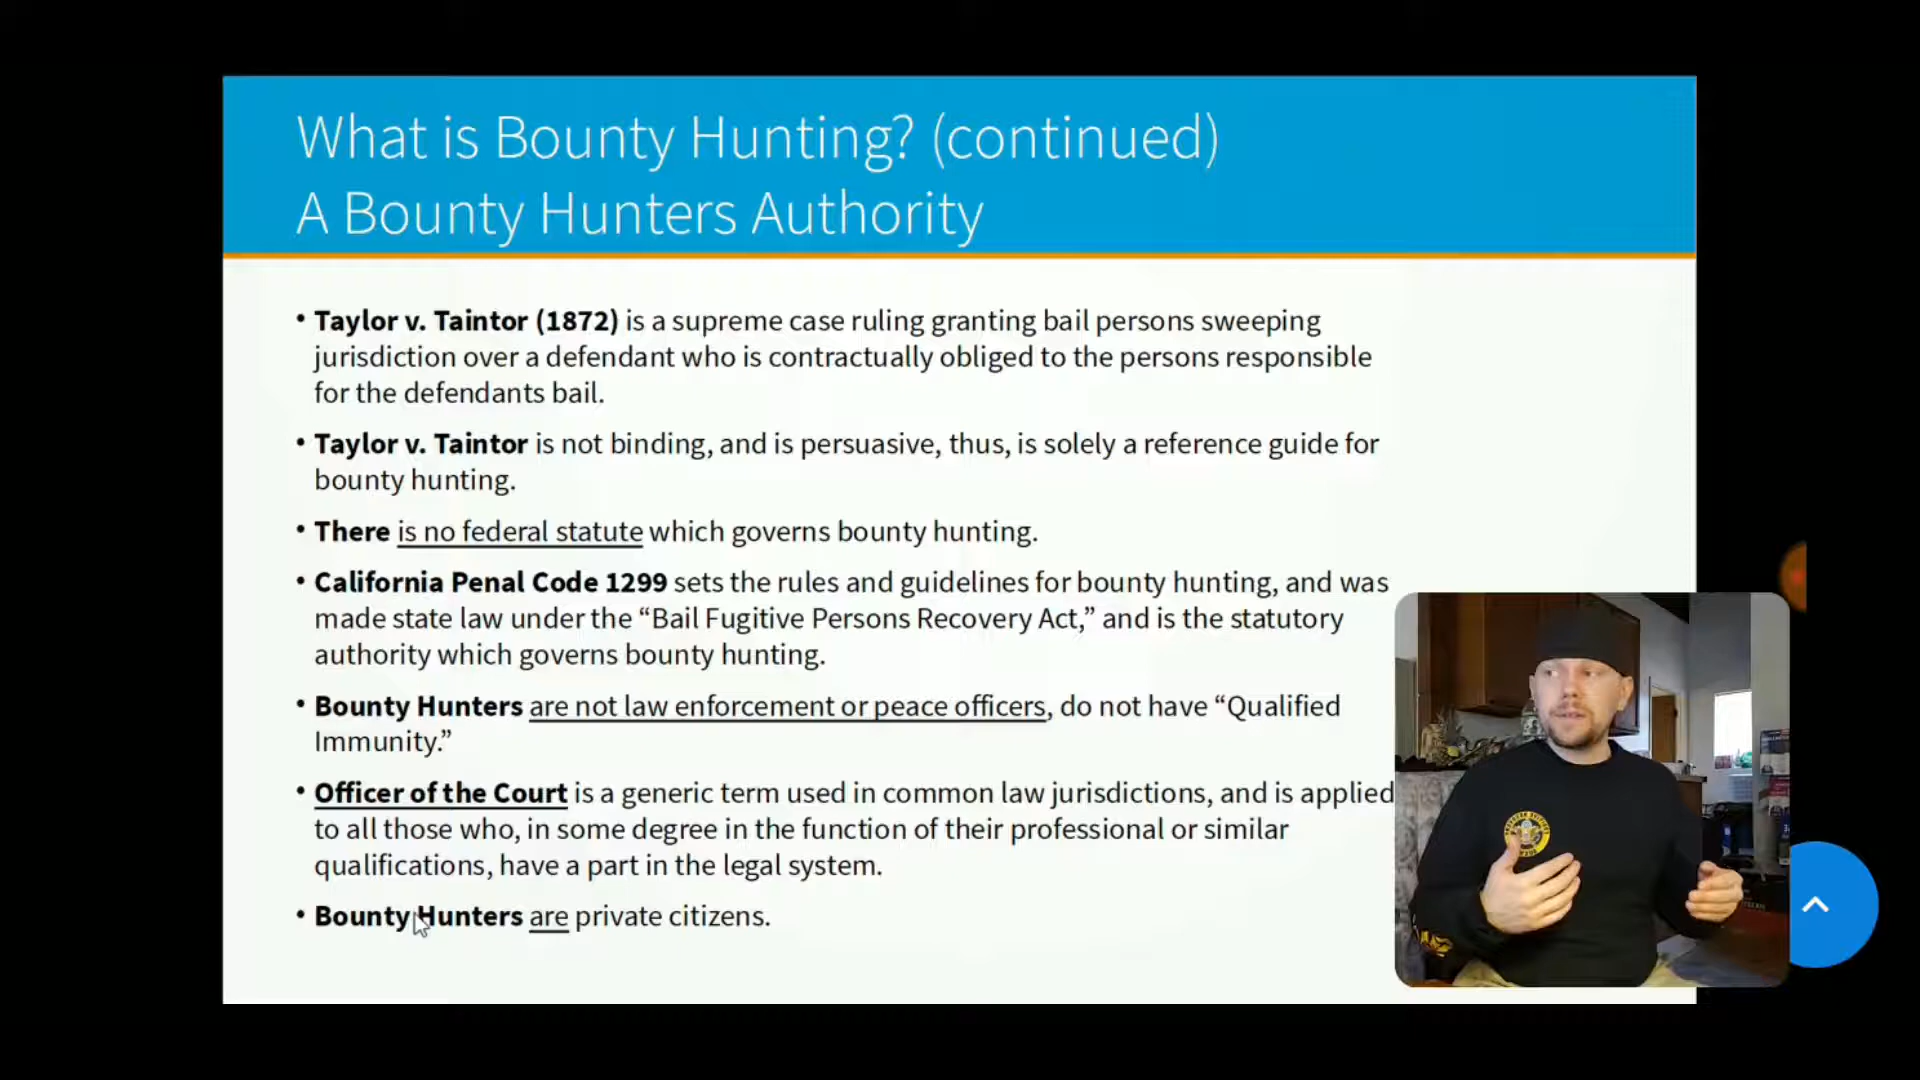 What is Bounty Hunting? (continued)
A Bounty Hunters Authority
• Taylor v. Taintor (1872) is a supreme case ruling granting bail persons sweeping
jurisdiction over a defendant who is contractually obliged to the persons responsible
for the defendants bail.
• Taylor v. Taintor is not binding, and is persuasive, thus, is solely a reference guide for
bounty hunting.
• There is no federal statute which governs bounty hunting.
• California Penal Code 1299 sets the rules and guidelines for bounty hunting, and was
made state law under the “Bail Fugitive Persons Recovery Act,” and is the statutory
authority which governs bounty hunting.
• Bounty Hunters are not law enforcement or peace officers, do not have “Qualified
Immunity.”
• Officer of the Court is a generic term used in common law jurisdictions, and is applied
to all those who, in some degree in the function of their professional or similar
qualifications, have a part in the legal system.
• Bounty Hunters are private citizens.